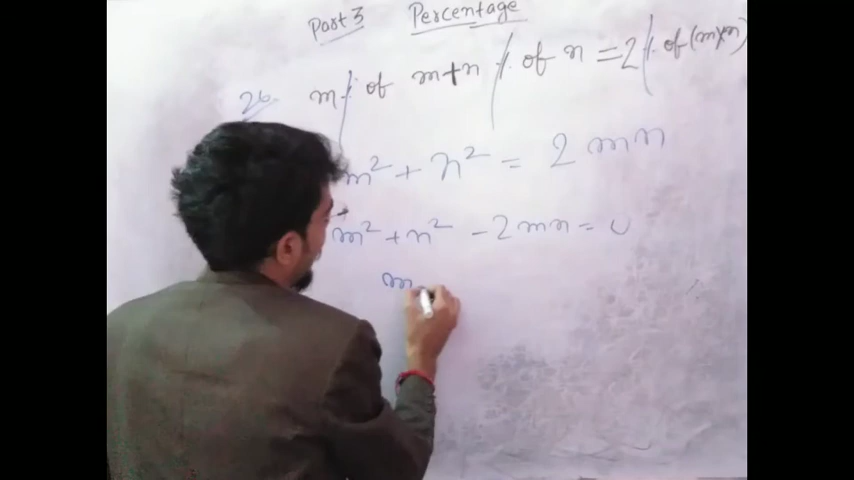 Part 3 Percentage
26. m% of m+n % of n = 2% of (m×n)
m² + n² = 2mn
m² + n² - 2mn = 0
m